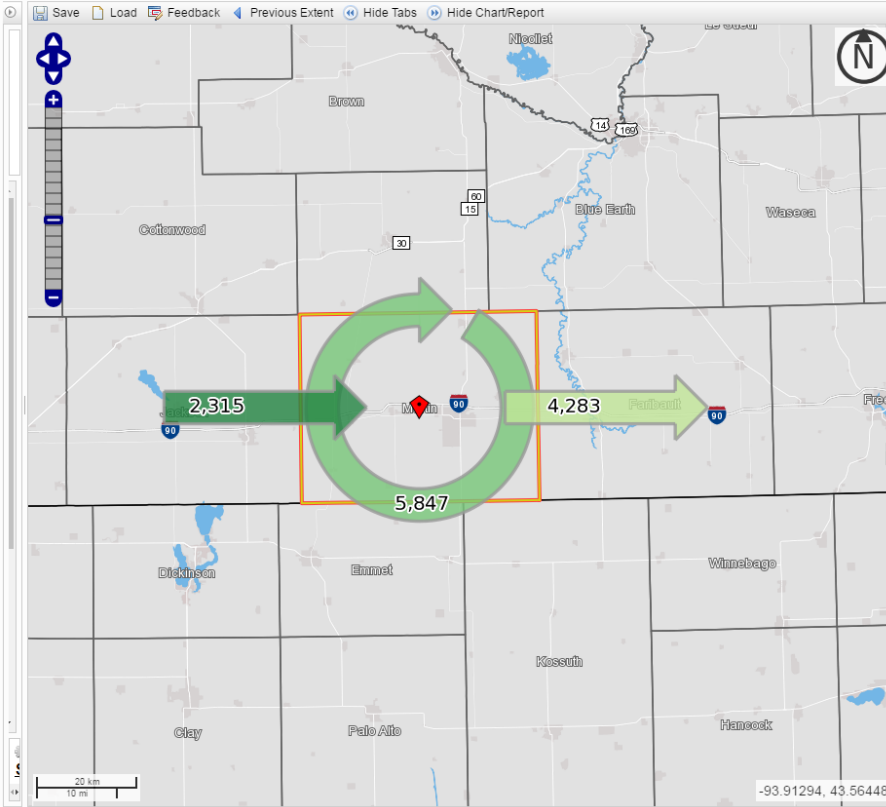 Save Load Feedback Previous Extent Hide Tabs Hide Chart/Report
Nicollet
N
Brown
14
169
60
15
Blue Earth
Waseca
Cottonwood
30
2,315
90
90
4,283
Faribault
90
5,847
Dickinson
Emmet
Winnebago
Kossuth
Clay
Palo Alto
Hancock
20 km
10 mi
-93.91294, 43.56448